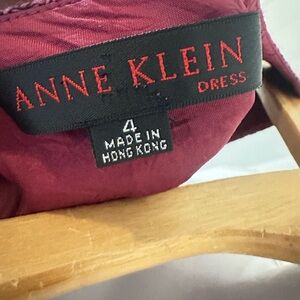 ANNE KLEIN
DRESS
4
MADE IN
HONG KONG